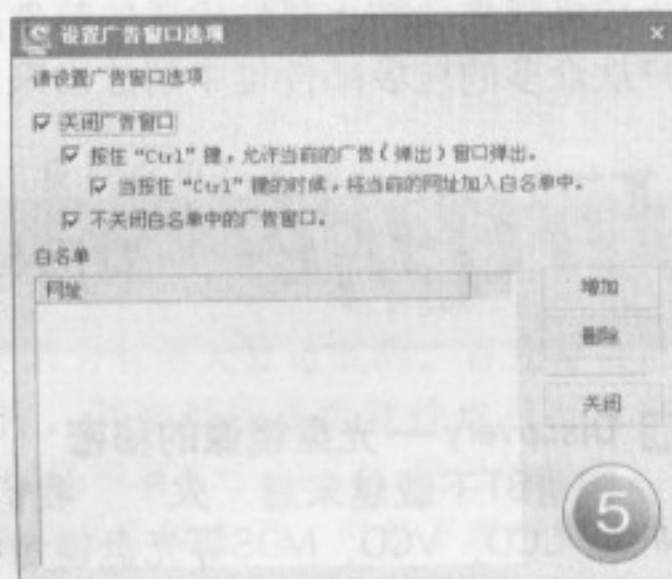 设置广告窗口选项
请设置广告窗口选项
关闭广告窗口
按住“Ctrl”键，允许当前的广告（弹出）窗口弹出。
当按住“Ctrl”键的时候，将当前的网址加入白名单中。
不关闭白名单中的广告窗口。
白名单
网址
增加
删除
关闭
5